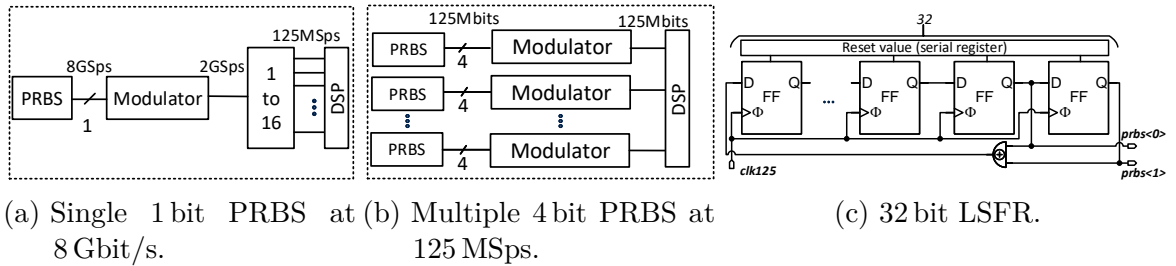 8GSps
2GSps
125MSps
PRBS
1
Modulator
1
to
16
DSP
(a) Single 1 bit PRBS at
8 Gbit/s.
125Mbits
125Mbits
PRBS
4
Modulator
PRBS
4
Modulator
PRBS
4
Modulator
DSP
(b) Multiple 4 bit PRBS at
125 MSps.
32
Reset value (serial register)
D Q
FF
Φ
...
D Q
FF
Φ
D Q
FF
Φ
D Q
FF
Φ
prbs<0>
prbs<1>
clk125
(c) 32 bit LSFR.